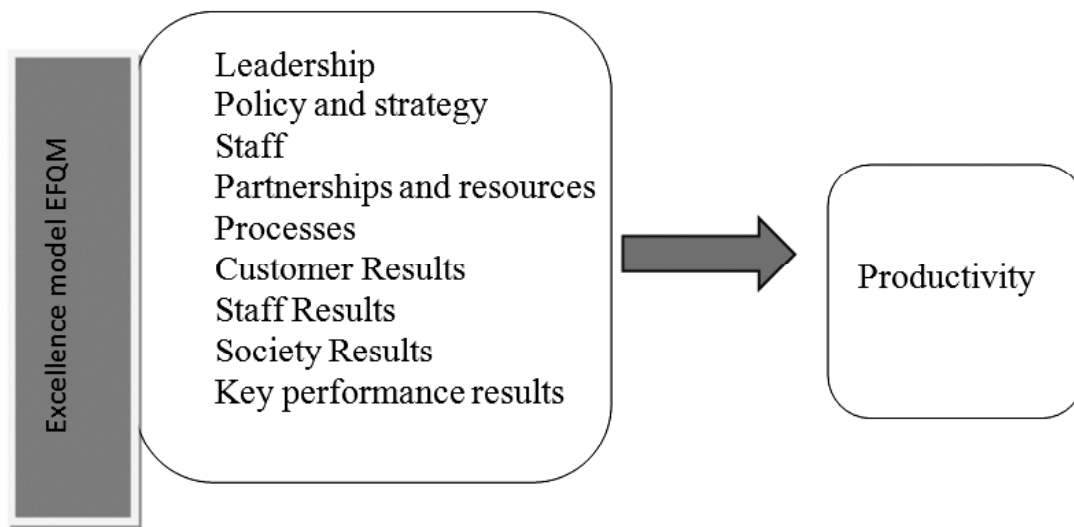 Excellence model EFQM
Leadership
Policy and strategy
Staff
Partnerships and resources
Processes
Customer Results
Staff Results
Society Results
Key performance results
Productivity